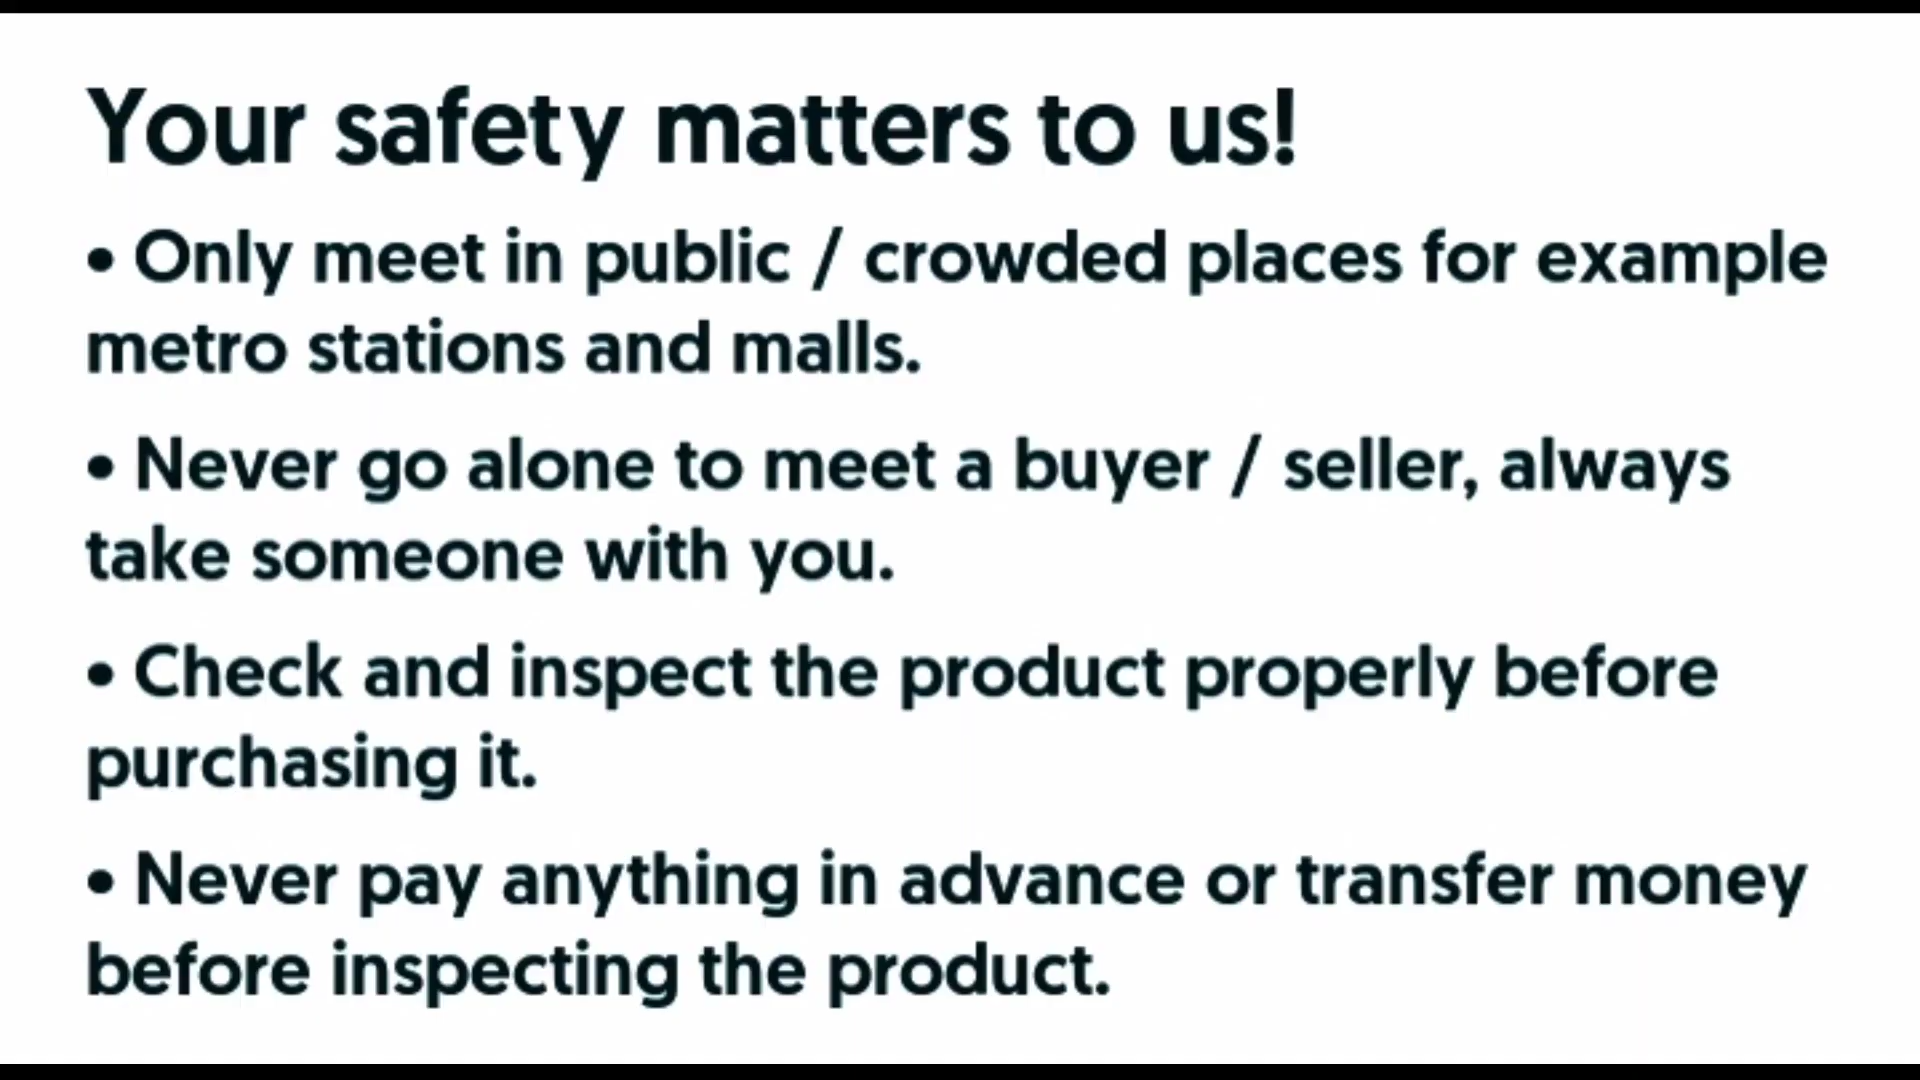 Your safety matters to us!
• Only meet in public / crowded places for example
metro stations and malls.
• Never go alone to meet a buyer / seller, always
take someone with you.
• Check and inspect the product properly before
purchasing it.
• Never pay anything in advance or transfer money
before inspecting the product.